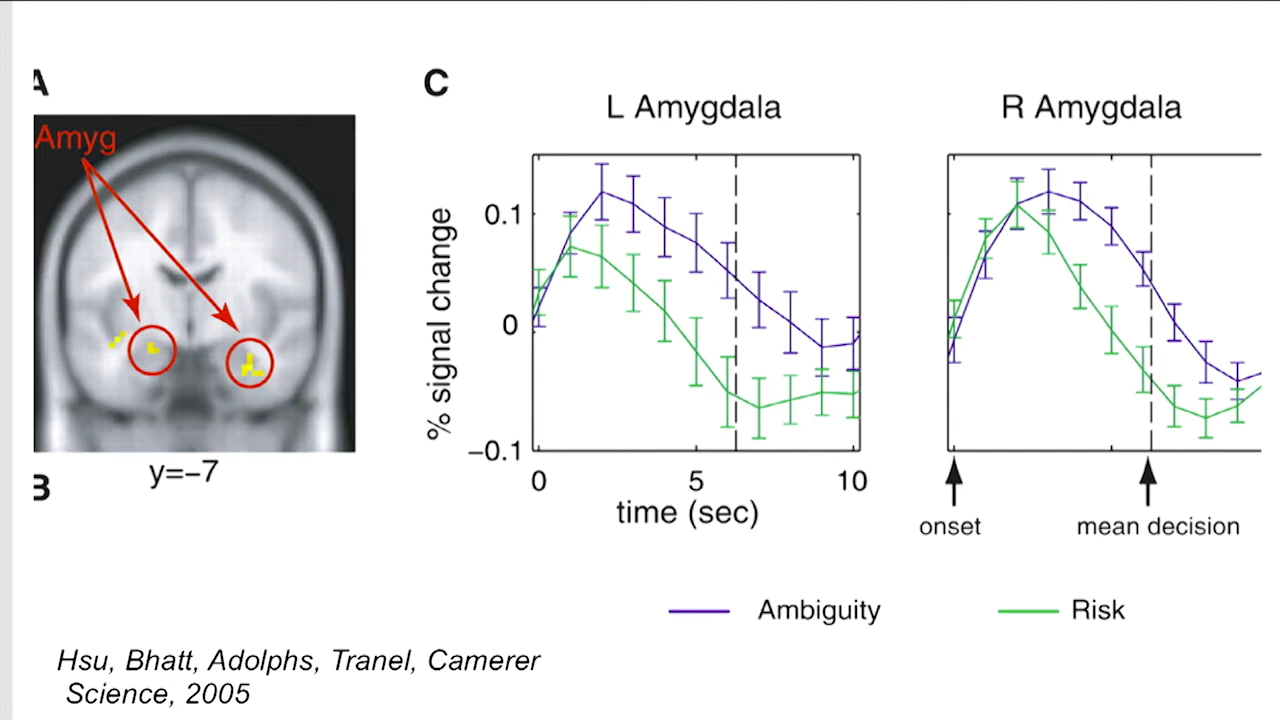 A
Amyg
y=–7
B
C
L Amygdala
% signal change
0.1
0
–0.1
0 5 10
time (sec)
R Amygdala
onset
mean decision
Ambiguity
Risk
Hsu, Bhatt, Adolphs, Tranel, Camerer
Science, 2005